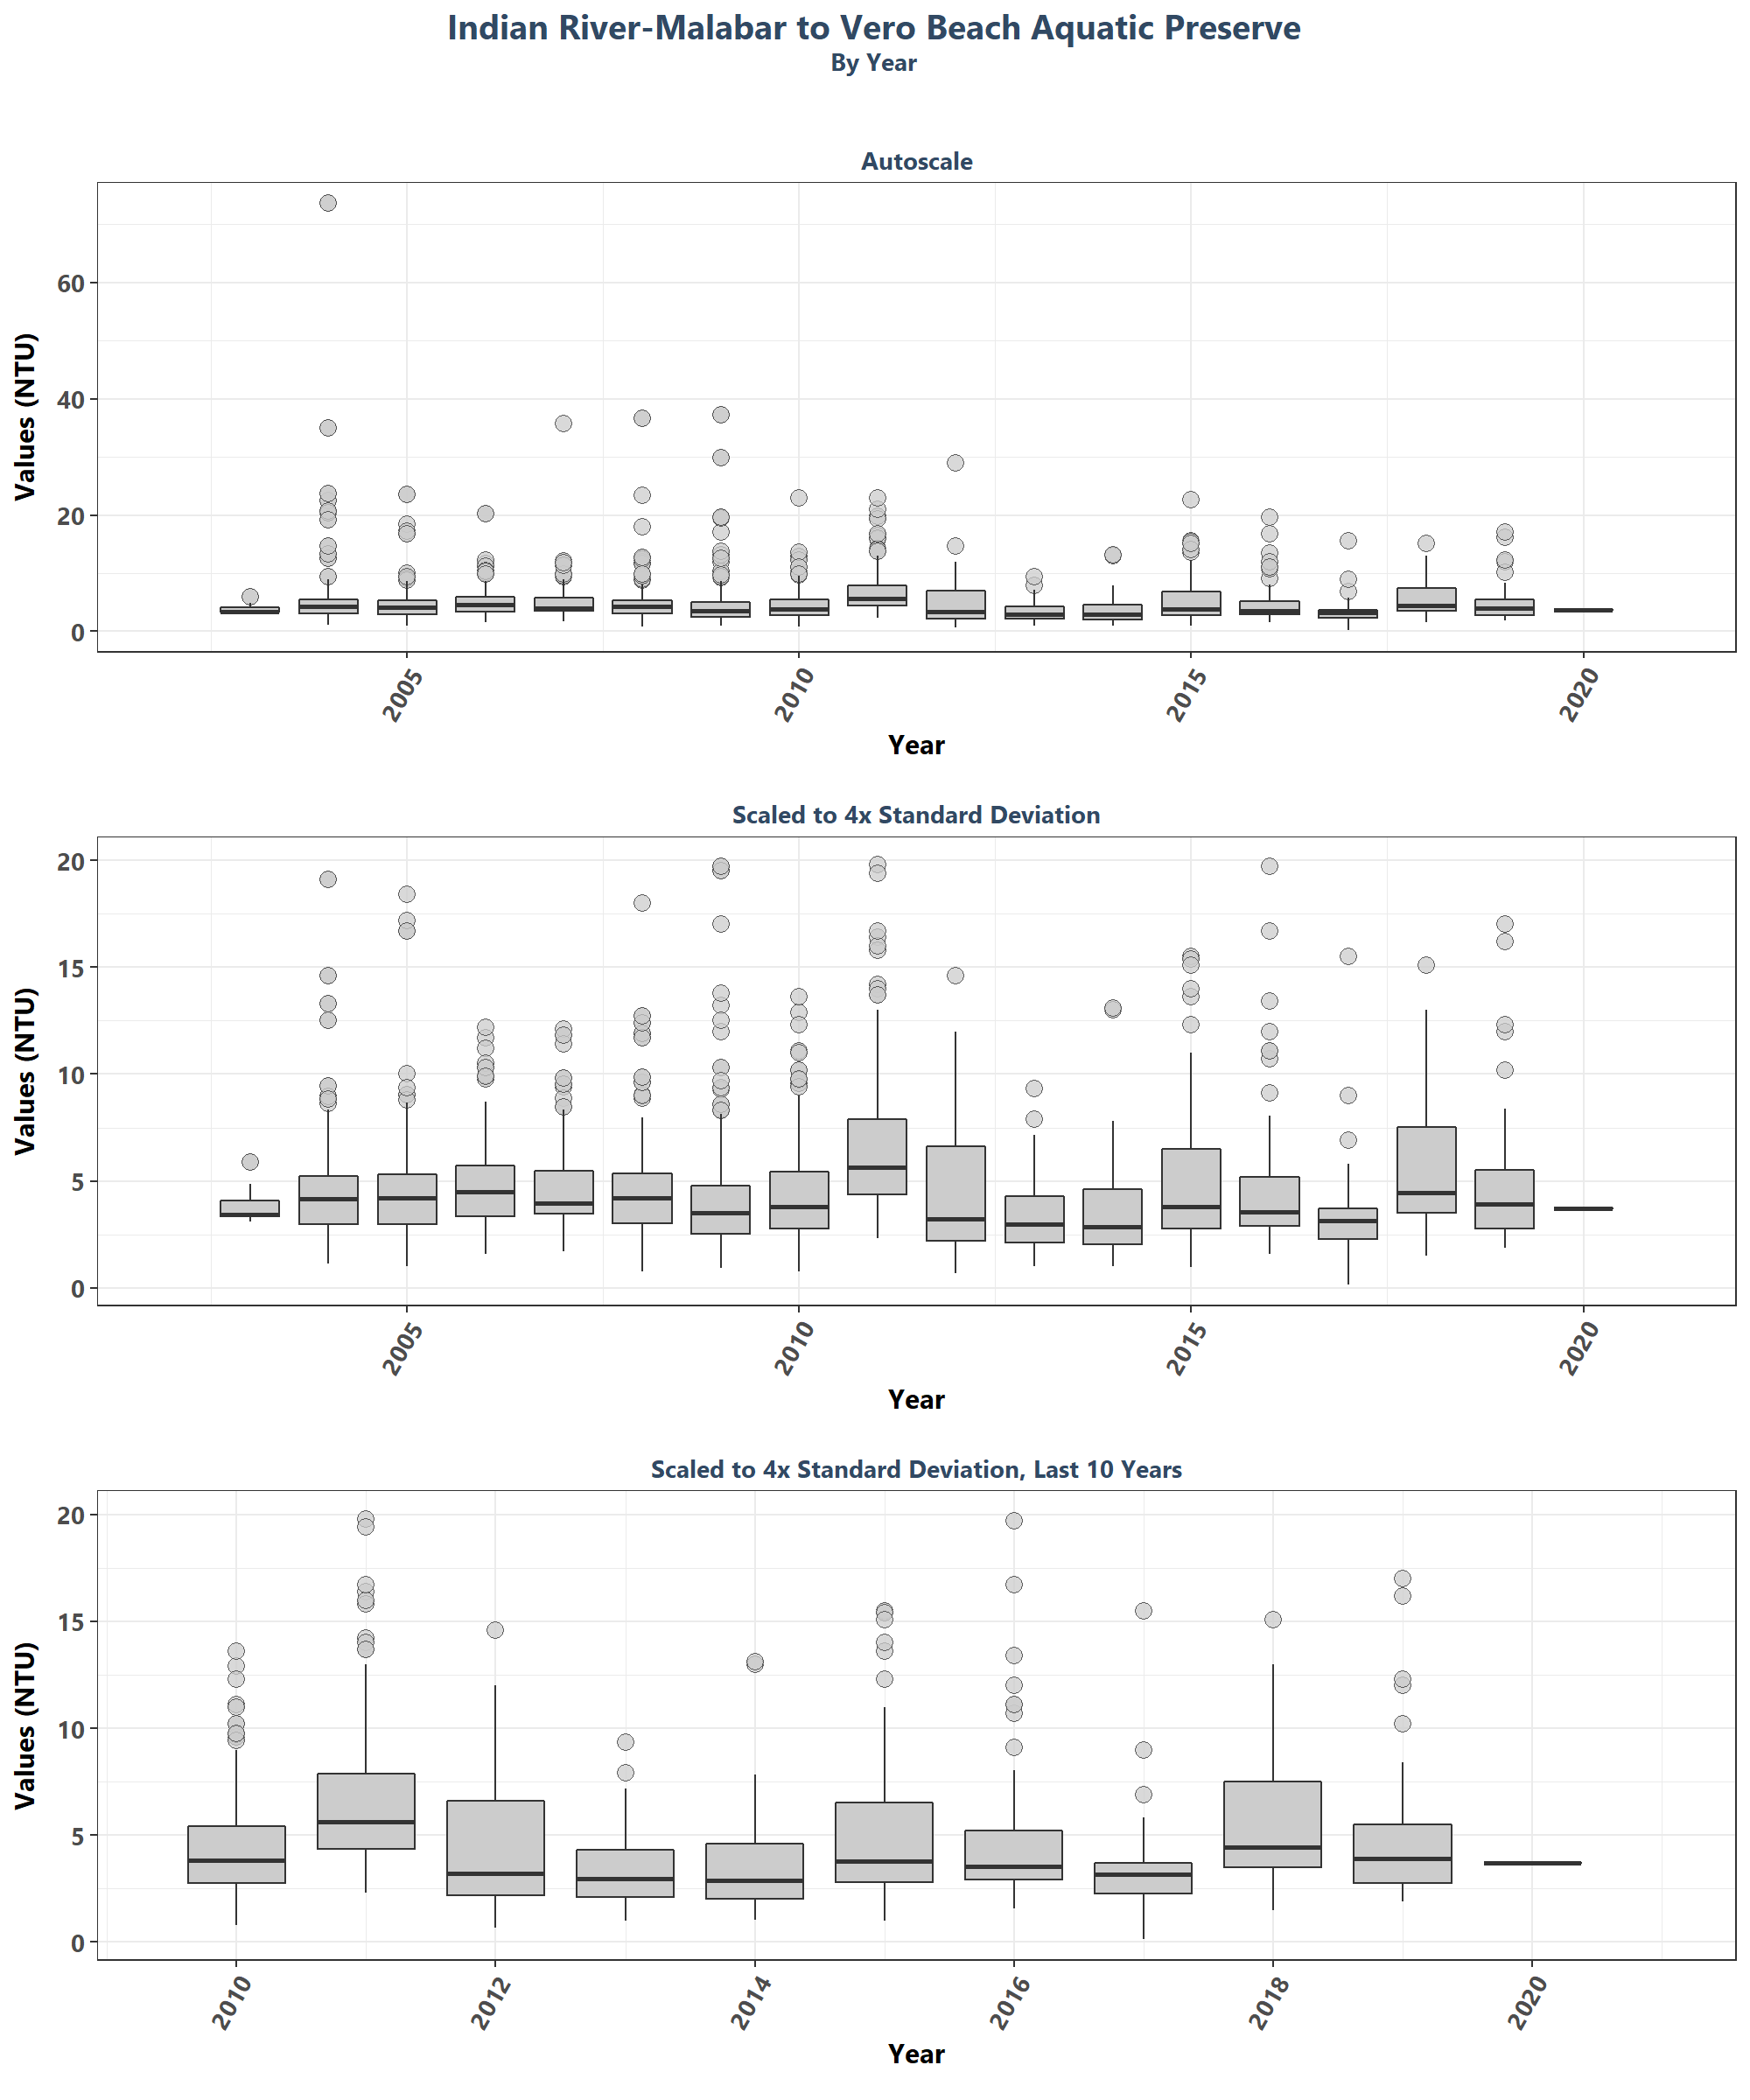 Indian River-Malabar to Vero Beach Aquatic Preserve
By Year
Autoscale
Values (NTU)
60
40
20
0
2005
2010
2015
2020
Year
Scaled to 4x Standard Deviation
Values (NTU)
20
15
10
5
0
2005
2010
2015
2020
Year
Scaled to 4x Standard Deviation, Last 10 Years
Values (NTU)
20
15
10
5
0
2010
2012
2014
2016
2018
2020
Year